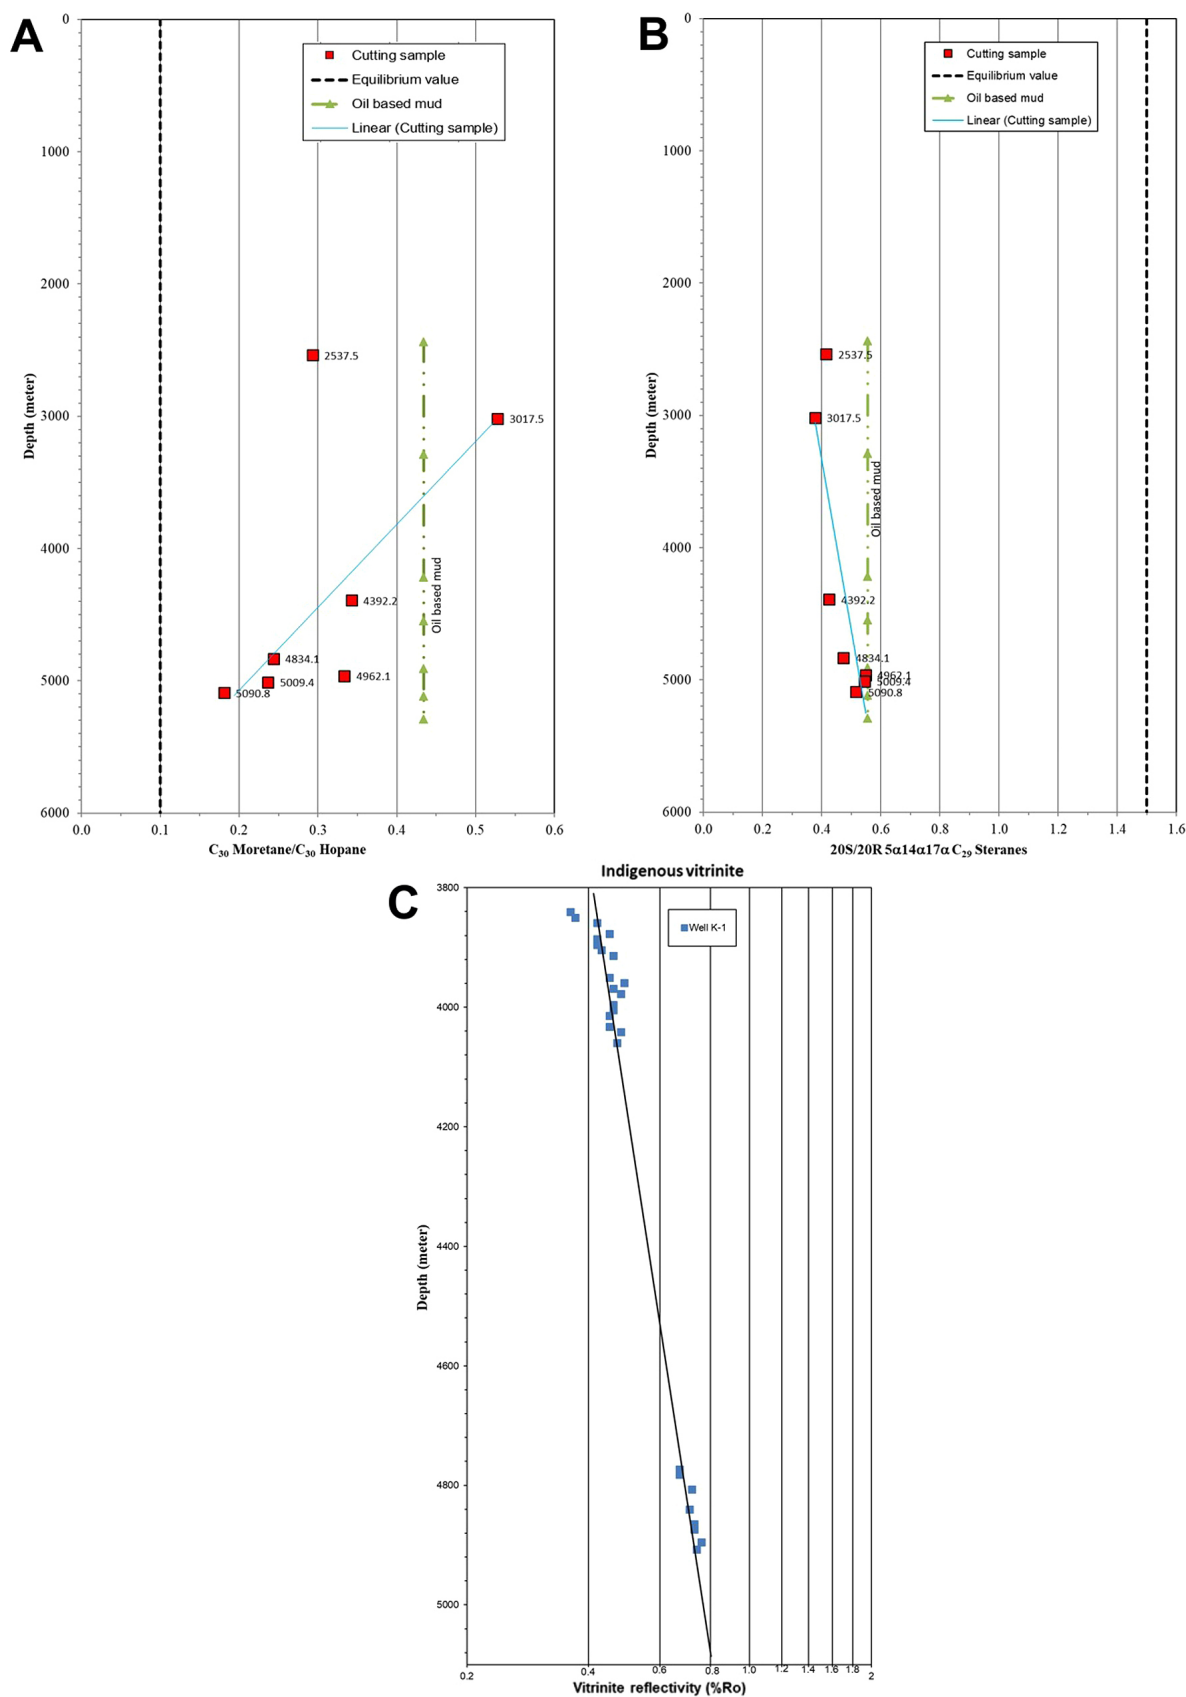 A
Cutting sample
Equilibrium value
Oil based mud
Linear (Cutting sample)
0
1000
2000
3000
4000
5000
6000
Depth (meter)
2537.5
3017.5
4392.2
4834.1
4962.1
5009.4
5090.8
Oil based mud
0.0 0.1 0.2 0.3 0.4 0.5 0.6
C30 Moretane/C30 Hopane
B
Cutting sample
Equilibrium value
Oil based mud
Linear (Cutting sample)
0
1000
2000
3000
4000
5000
6000
Depth (meter)
2537.5
3017.5
4392.2
4834.1
4962.1
5009.4
5090.8
Oil based mud
0.0 0.2 0.4 0.6 0.8 1.0 1.2 1.4 1.6
20S/20R 5α14α17α C29 Steranes
C
Indigenous vitrinite
Well K-1
3800
4000
4200
4400
4600
4800
5000
Depth (meter)
0.2 0.4 0.6 0.8 1.0 1.2 1.4 1.6 1.8 2
Vitrinite reflectivity (%Ro)